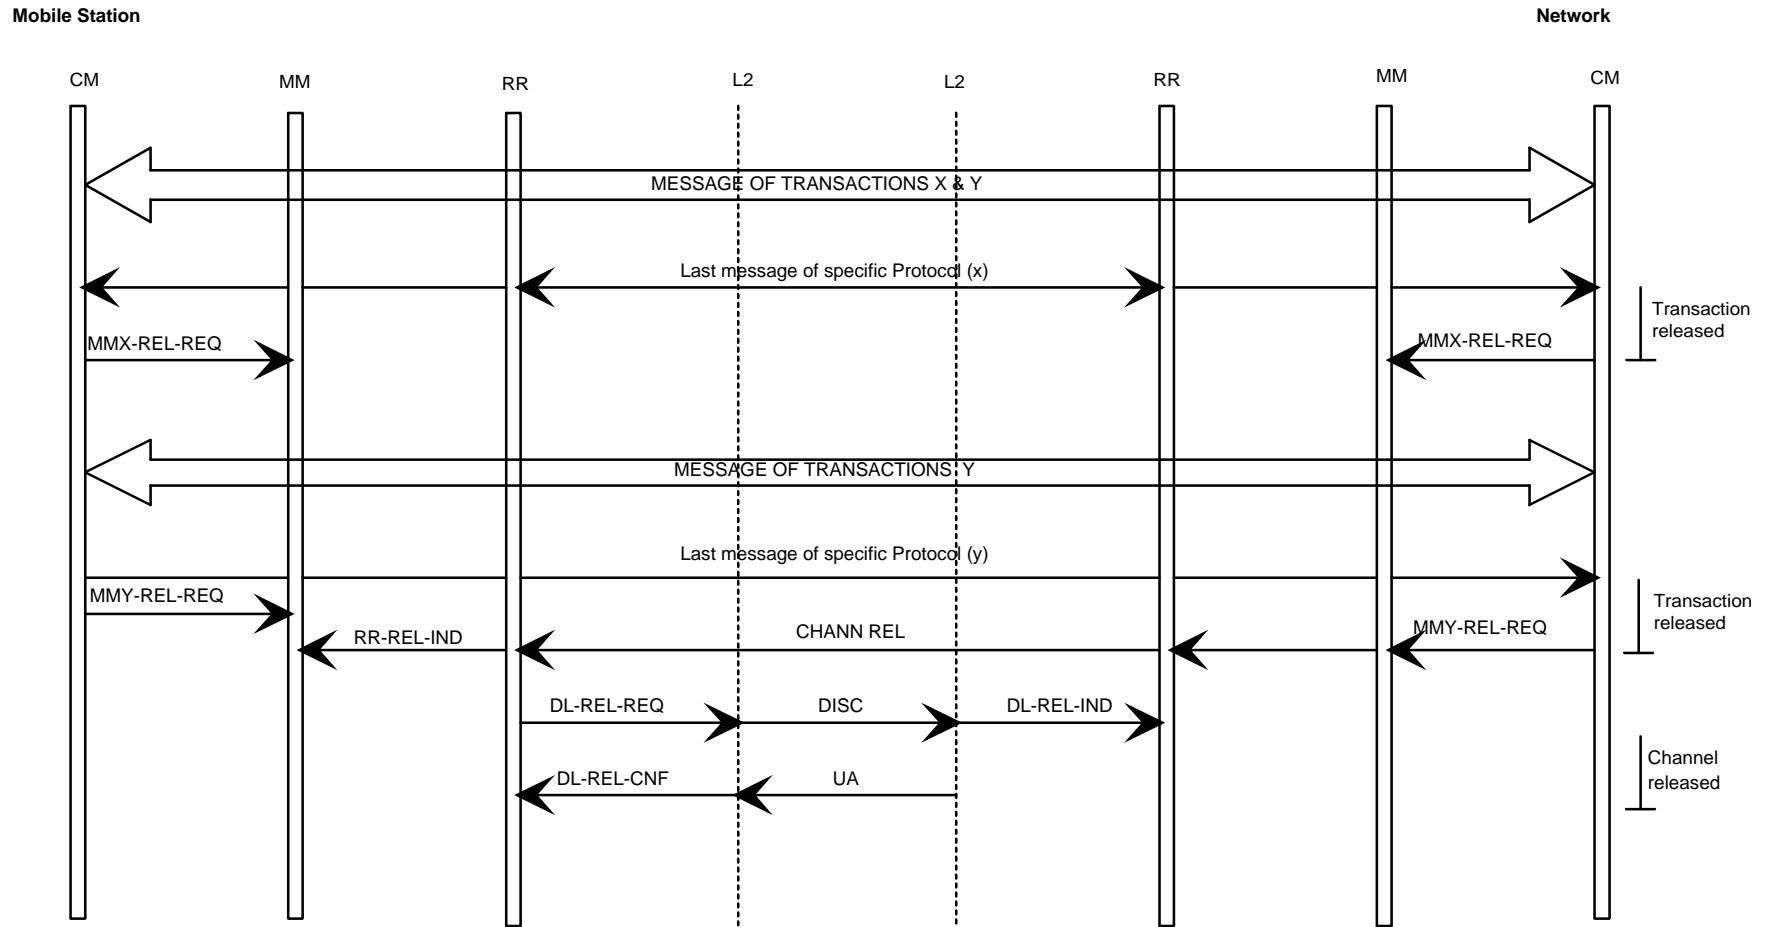 Mobile Station
Network
CM
MM
RR
L2
L2
RR
MM
CM
MESSAGE OF TRANSACTIONS X & Y
Last message of specific Protocol (x)
Transaction
released
MMX-REL-REQ
MMX-REL-REQ
MESSAGE OF TRANSACTIONS Y
Last message of specific Protocol (y)
MMY-REL-REQ
Transaction
released
RR-REL-IND
CHANN REL
MMY-REL-REQ
DL-REL-REQ
DISC
DL-REL-IND
Channel
released
DL-REL-CNF
UA